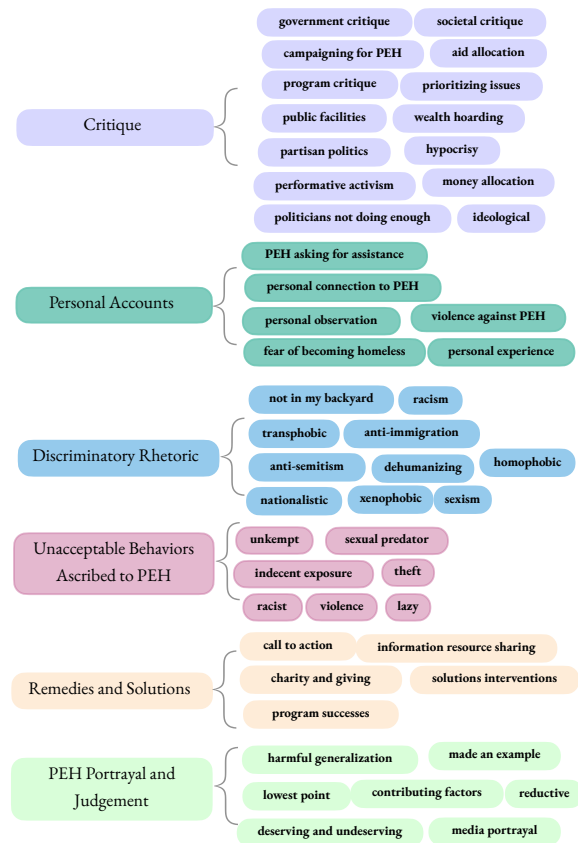 government critique
societal critique
campaigning for PEH
aid allocation
program critique
prioritizing issues
Critique
public facilities
wealth hoarding
partisan politics
hypocrisy
performative activism
money allocation
politicians not doing enough
ideological
PEH asking for assistance
personal connection to PEH
Personal Accounts
personal observation
violence against PEH
fear of becoming homeless
personal experience
not in my backyard
racism
transphobic
anti-immigration
Discriminatory Rhetoric
anti-semitism
dehumanizing
homophobic
nationalistic
xenophobic
sexism
Unacceptable Behaviors
Ascribed to PEH
unkempt
sexual predator
indecent exposure
theft
racist
violence
lazy
call to action
information resource sharing
Remedies and Solutions
charity and giving
solutions interventions
program successes
PEH Portrayal and
Judgement
harmful generalization
made an example
lowest point
contributing factors
reductive
deserving and undeserving
media portrayal